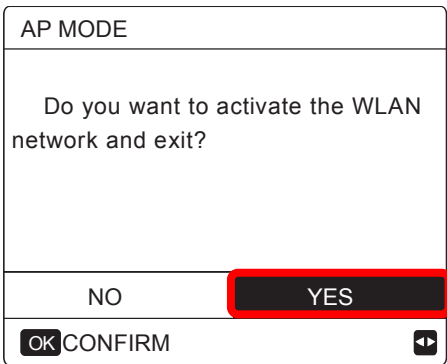 AP MODE
Do you want to activate the WLAN
network and exit?
NO YES
OK CONFIRM